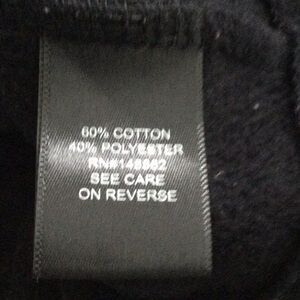 60% COTTON
40% POLYESTER
SEE CARE
ON REVERSE